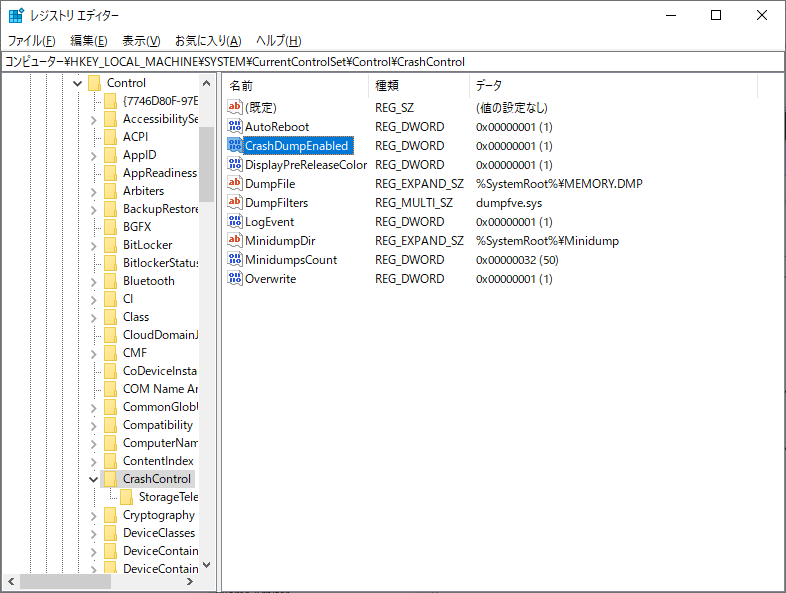 レジストリ エディター
ファイル(F) 編集(E) 表示(V) お気に入り(A) ヘルプ(H)
コンピューター¥HKEY_LOCAL_MACHINE¥SYSTEM¥CurrentControlSet¥Control¥CrashControl
Control
{7746D80F-97E
AccessibilitySe
ACPI
AppID
AppReadiness
Arbiters
BackupRestore
BGFX
BitLocker
BitlockerStatus
Bluetooth
CI
Class
CloudDomainJ
CMF
CoDeviceInsta
COM Name Ar
CommonGlobU
Compatibility
ComputerNam
ContentIndex
CrashControl
StorageTele
Cryptography
DeviceClasses
DeviceContain
DeviceContain
名前 種類 データ
(既定) REG_SZ (値の設定なし)
AutoReboot REG_DWORD 0x00000001 (1)
CrashDumpEnabled REG_DWORD 0x00000001 (1)
DisplayPreReleaseColor REG_DWORD 0x00000001 (1)
DumpFile REG_EXPAND_SZ %SystemRoot%¥MEMORY.DMP
DumpFilters REG_MULTI_SZ dumpfve.sys
LogEvent REG_DWORD 0x00000001 (1)
MinidumpDir REG_EXPAND_SZ %SystemRoot%¥Minidump
MinidumpsCount REG_DWORD 0x00000032 (50)
Overwrite REG_DWORD 0x00000001 (1)